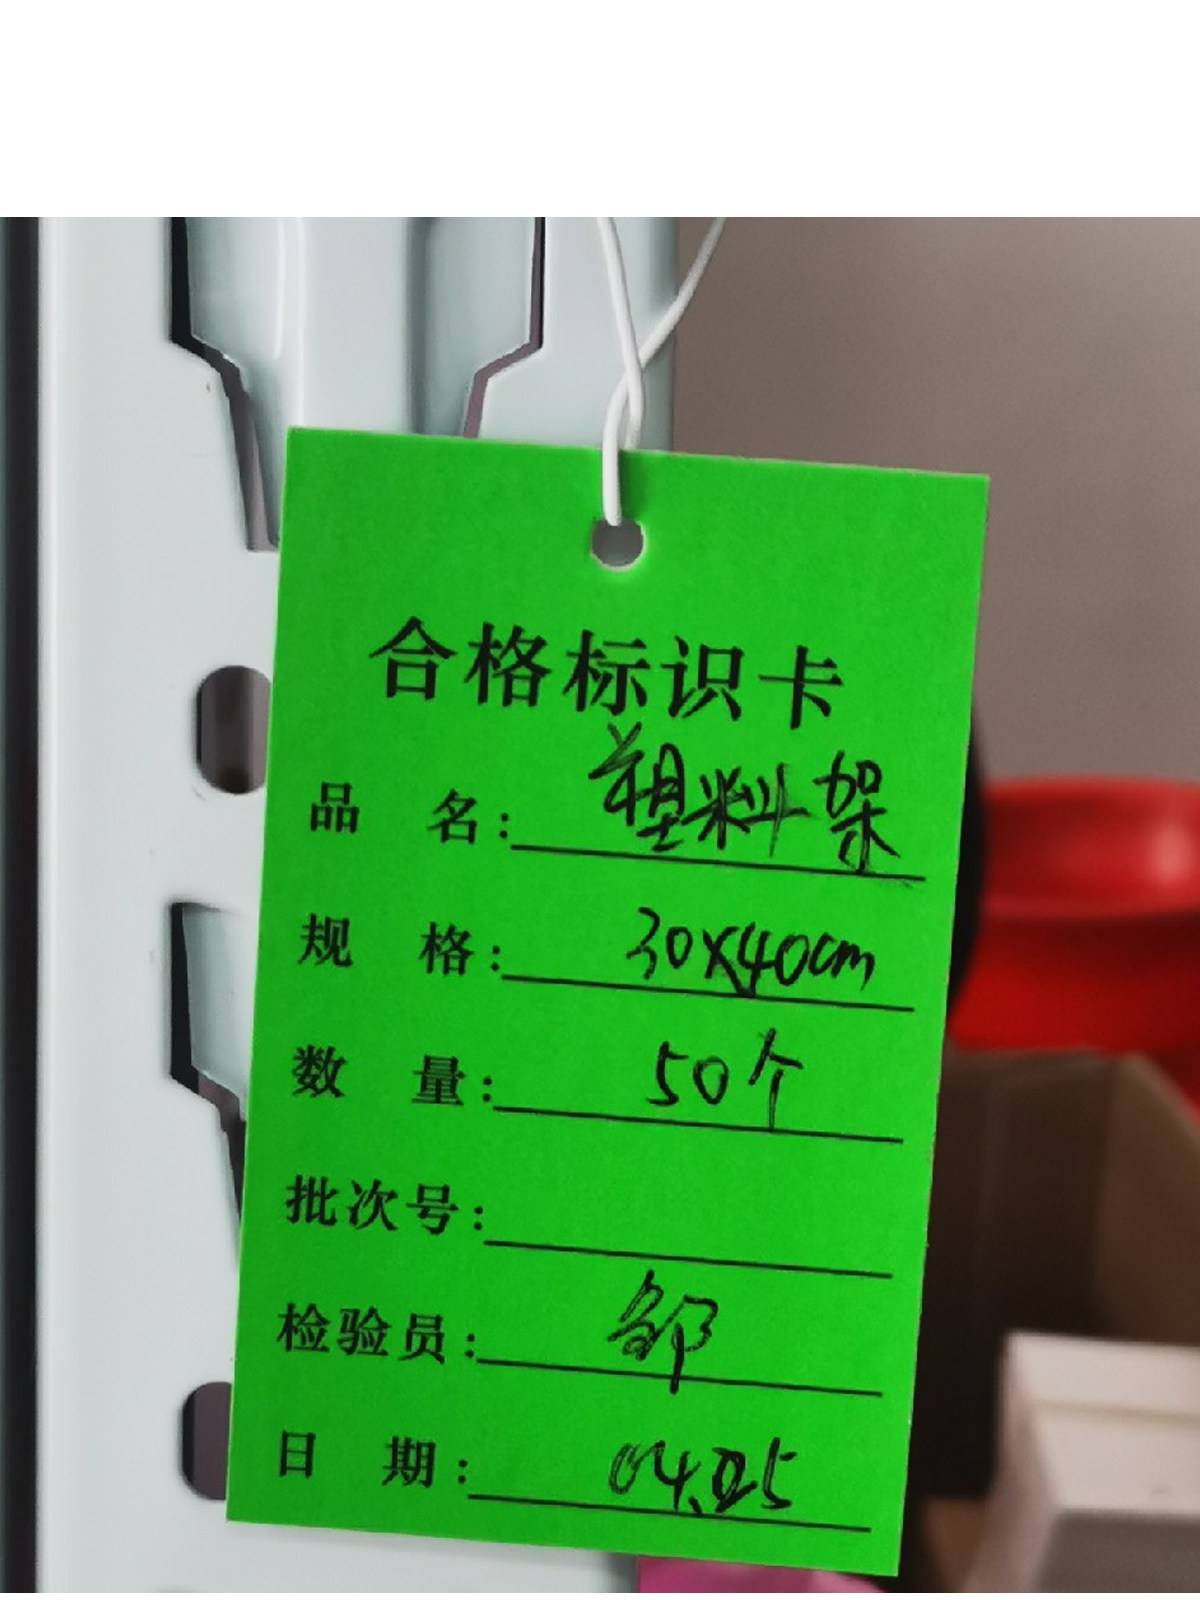 合格标识卡
品 名: 塑料架
规 格: 30X40cm
数 量: 50个
批次号:
检验员: 邹
日 期: 04.05